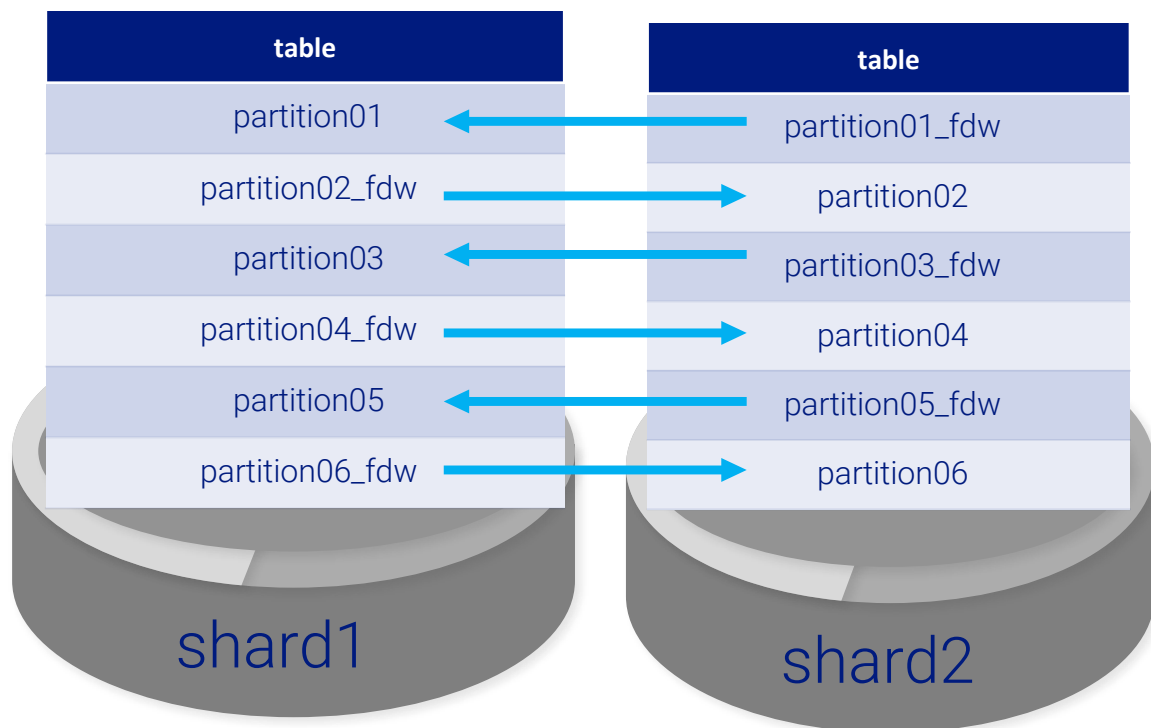 table
partition01
partition02_fdw
partition03
partition04_fdw
partition05
partition06_fdw
shard1
table
partition01_fdw
partition02
partition03_fdw
partition04
partition05_fdw
partition06
shard2